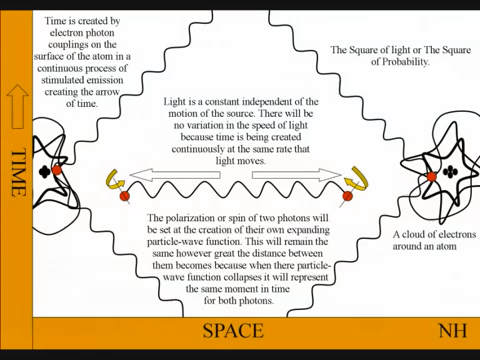 Time is created by
electron photon
couplings on the
surface of the atom in a
continuous process of
stimulated emission
creating the arrow
of time.
The Square of light or The Square
of Probability.
Light is a constant independent of the
motion of the source. There will be
no variation in the speed of light
because time is being created
continuously at the same rate that
light moves.
TIME
The polarization or spin of two photons will
be set at the creation of their own expanding
particle-wave function. This will remain the
same however great the distance between
them becomes because when there particle-
wave function collapses it will represent
the same moment in time
for both photons.
A cloud of electrons
around an atom
SPACE
NH